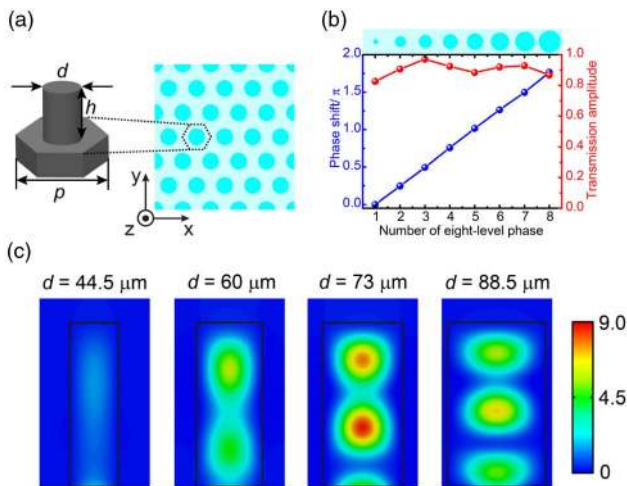 (a)
d
h
p
y
z
x
(b)
2.0
1.5
1.0
0.5
0.0
Phase shift/ π
1.0
0.8
0.6
0.4
0.2
0.0
Transmission amplitude
1 2 3 4 5 6 7 8
Number of eight-level phase
(c)
d = 44.5 μm d = 60 μm d = 73 μm d = 88.5 μm
9.0
4.5
0